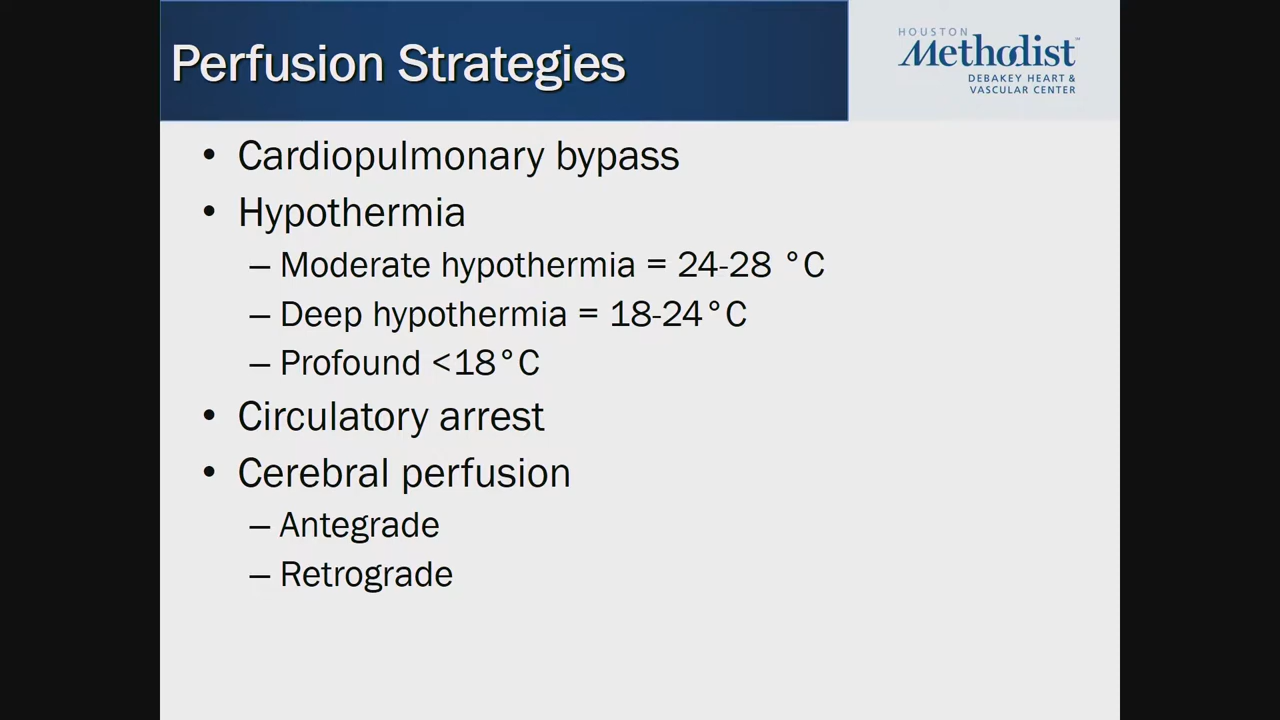 Perfusion Strategies
HOUSTON
Methodist™
DEBAKEY HEART &
VASCULAR CENTER
• Cardiopulmonary bypass
• Hypothermia
– Moderate hypothermia = 24-28 °C
– Deep hypothermia = 18-24°C
– Profound <18°C
• Circulatory arrest
• Cerebral perfusion
– Antegrade
– Retrograde